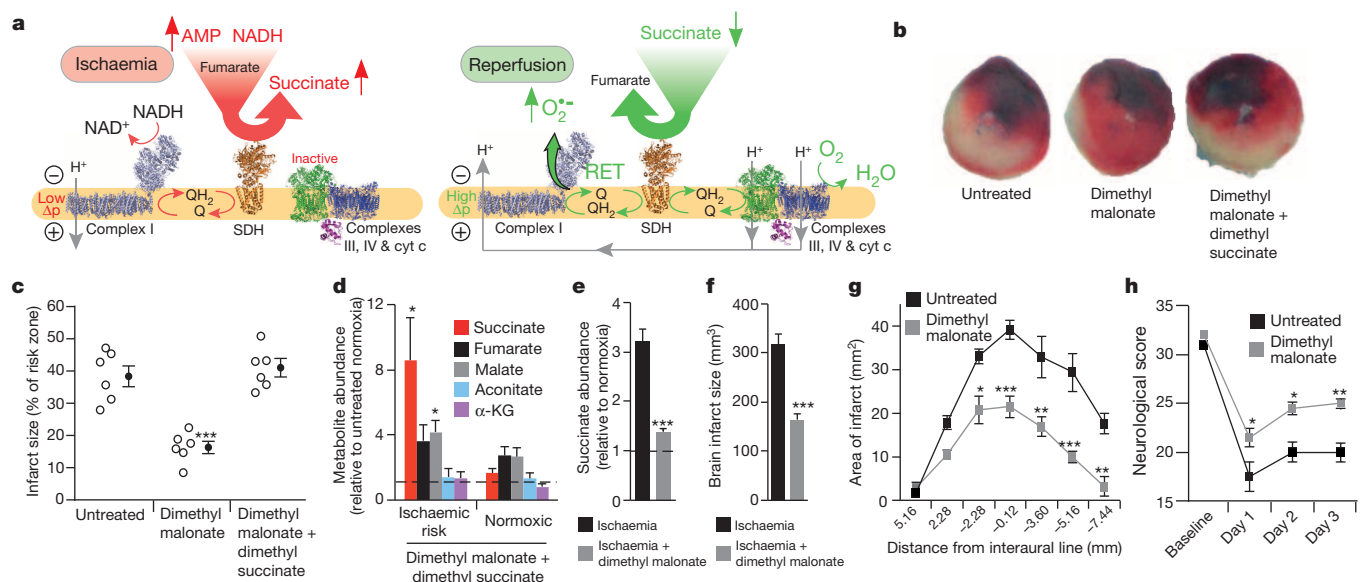 a
Ischaemia
AMP NADH
Fumarate
Succinate
NADH
NAD+
H+
−
Low
Δp
+
QH2
Q
Inactive
Complex I
SDH
Complexes
III, IV & cyt c
Reperfusion
Succinate
Fumarate
O2•−
RET
H+
−
High
Δp
+
Q
QH2
QH2
Q
H+
H+
O2
H2O
Complex I
SDH
Complexes
III, IV & cyt c
b
Untreated
Dimethyl
malonate
Dimethyl
malonate +
dimethyl
succinate
c
Infarct size (% of risk zone)
60
50
40
30
20
10
0
***
Untreated
Dimethyl
malonate
Dimethyl
malonate +
dimethyl
succinate
d
Metabolite abundance
(relative to untreated normoxia)
12
8
4
0
*
*
Succinate
Fumarate
Malate
Aconitate
α-KG
Ischaemic
risk
Normoxic
Dimethyl malonate +
dimethyl succinate
e
Succinate abundance
(relative to normoxia)
4
3
2
1
0
***
Ischaemia
Ischaemia +
dimethyl malonate
f
Brain infarct size (mm3)
400
300
200
100
0
***
Ischaemia
Ischaemia +
dimethyl malonate
g
Untreated
Dimethyl
malonate
Area of infarct (mm2)
40
30
20
10
0
*
***
**
***
**
5.16
2.28
−2.28
−0.12
−3.60
−5.16
−7.44
Distance from interaural line (mm)
h
Untreated
Dimethyl
malonate
Neurological score
35
30
25
20
15
*
*
**
Baseline
Day 1
Day 2
Day 3